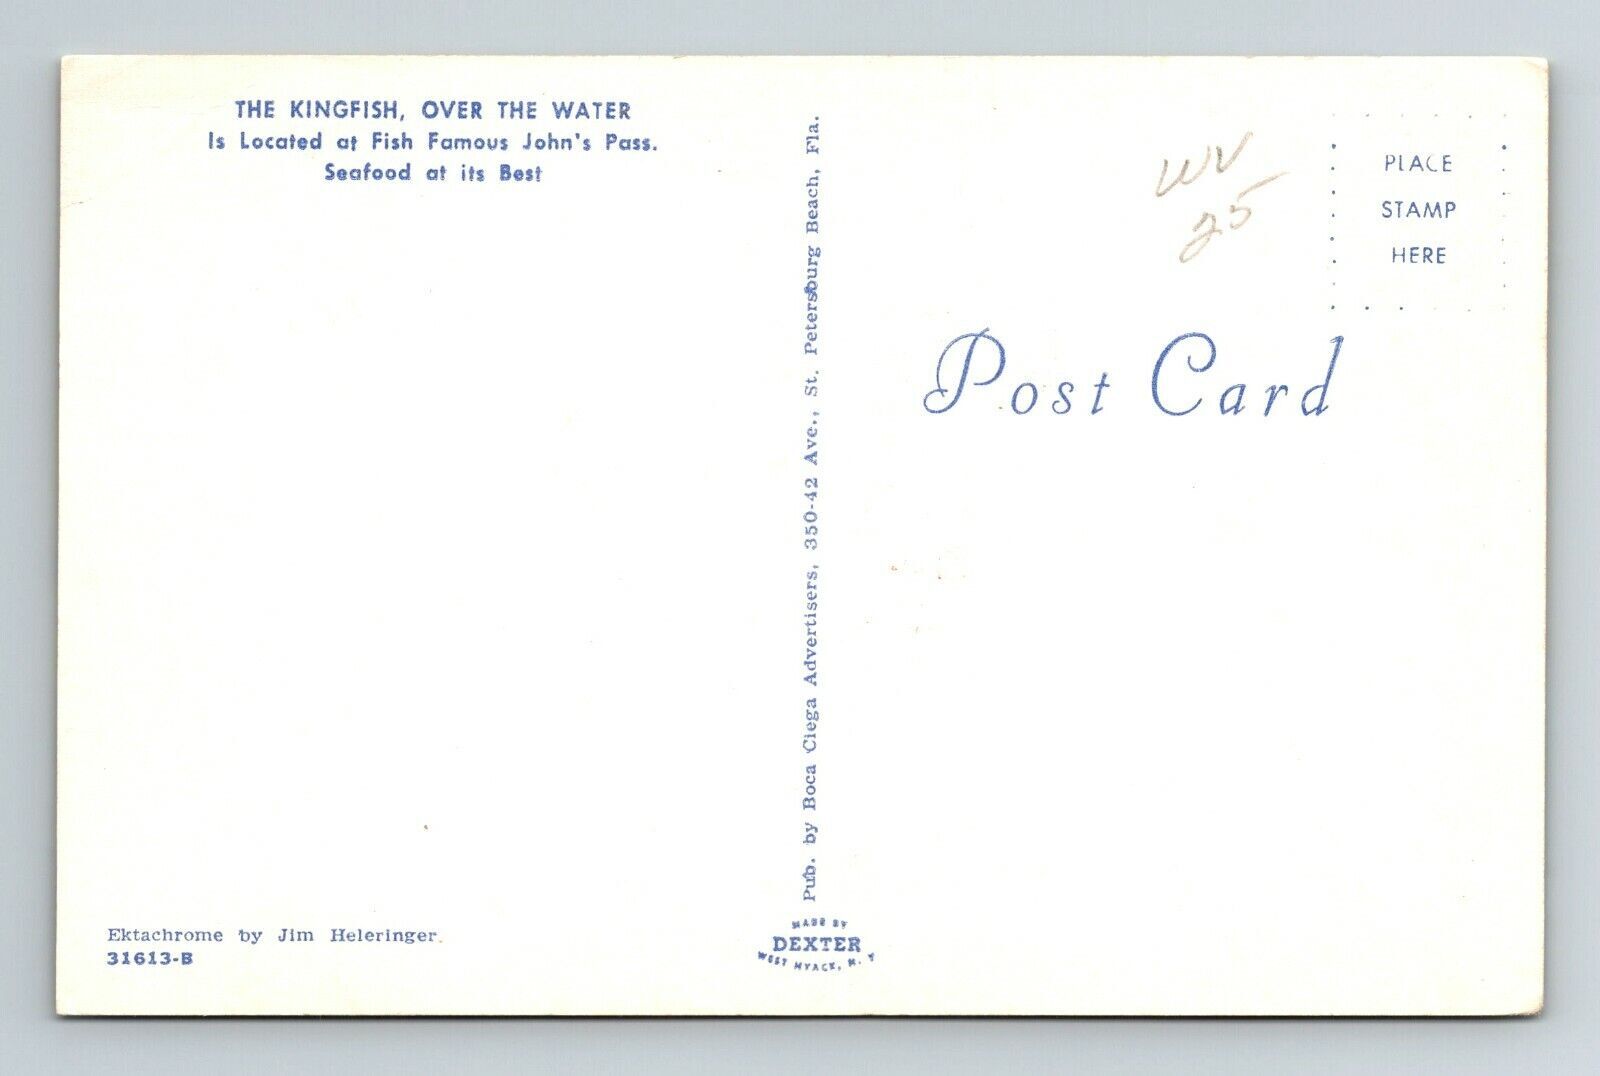 THE KINGFISH, OVER THE WATER
Is Located at Fish Famous John's Pass.
Seafood at its Best
Ektachrome by Jim Heleringer.
31613-B
Pub. by Boca Ciega Advertisers, 350-42 Ave., St. Petersburg Beach, Fla.
MADE BY
DEXTER
WEST NYACK, N. Y
WV
25
PLACE
STAMP
HERE
Post Card